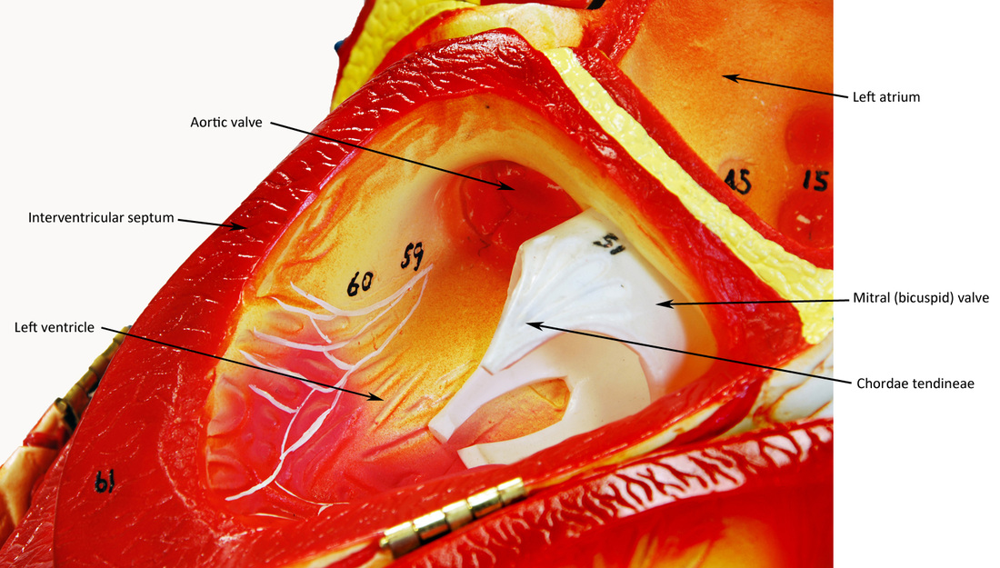 Left atrium
Aortic valve
45
15
Interventricular septum
51
59
60
Mitral (bicuspid) valve
Left ventricle
Chordae tendineae
61